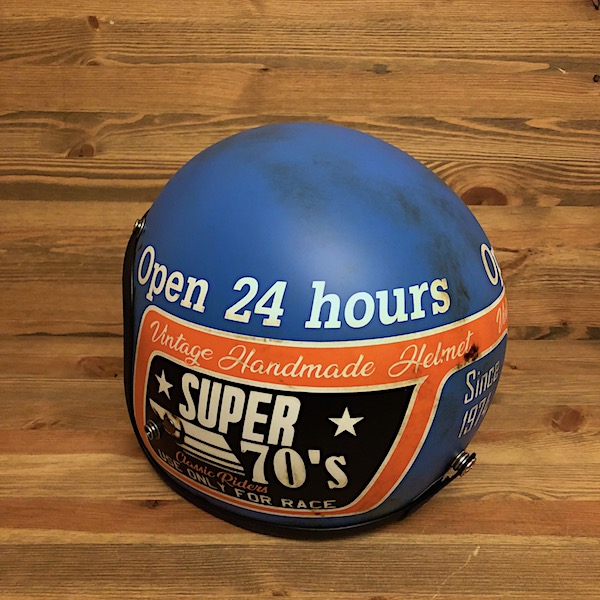 Open 24 hours
Vintage Handmade Helmet
SUPER
70's
Classic Riders
USE ONLY FOR RACE
Since